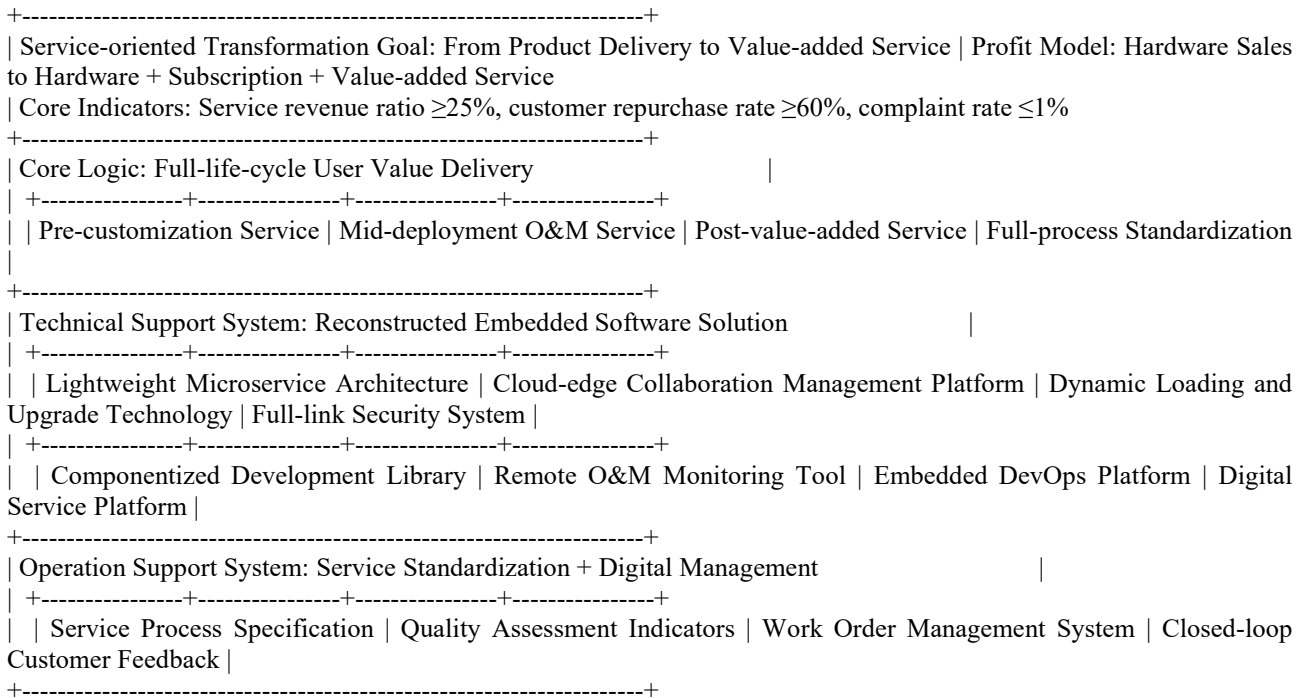 +---------------------------------------------------------------------+
| Service-oriented Transformation Goal: From Product Delivery to Value-added Service | Profit Model: Hardware Sales
to Hardware + Subscription + Value-added Service
| Core Indicators: Service revenue ratio ≥25%, customer repurchase rate ≥60%, complaint rate ≤1%
+---------------------------------------------------------------------+
| Core Logic: Full-life-cycle User Value Delivery |
| +----------------+----------------+----------------+----------------+
| | Pre-customization Service | Mid-deployment O&M Service | Post-value-added Service | Full-process Standardization
|
+---------------------------------------------------------------------+
| Technical Support System: Reconstructed Embedded Software Solution |
| +----------------+----------------+----------------+----------------+
| | Lightweight Microservice Architecture | Cloud-edge Collaboration Management Platform | Dynamic Loading and
Upgrade Technology | Full-link Security System |
| +----------------+----------------+----------------+----------------+
| | Componentized Development Library | Remote O&M Monitoring Tool | Embedded DevOps Platform | Digital
Service Platform |
+---------------------------------------------------------------------+
| Operation Support System: Service Standardization + Digital Management |
| +----------------+----------------+----------------+----------------+
| | Service Process Specification | Quality Assessment Indicators | Work Order Management System | Closed-loop
Customer Feedback |
+---------------------------------------------------------------------+